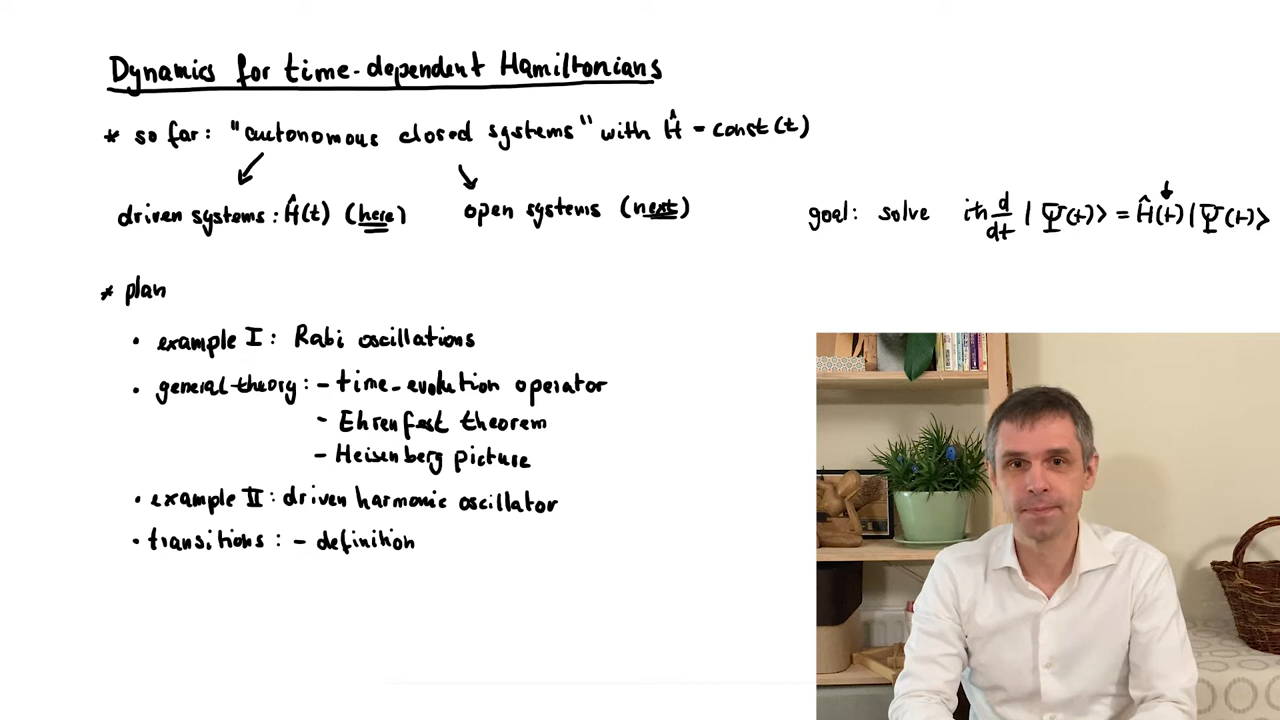 Dynamics for time-dependent Hamiltonians
* so far: "autonomous closed systems" with Ĥ = const(t)
driven systems: Ĥ(t) (here)
open systems (next)
goal: solve iħ d/dt |Ψ(t)⟩ = Ĥ(t)|Ψ(t)⟩
* plan
• example I: Rabi oscillations
• general theory: - time-evolution operator
- Ehrenfest theorem
- Heisenberg picture
• example II: driven harmonic oscillator
• transitions: - definition